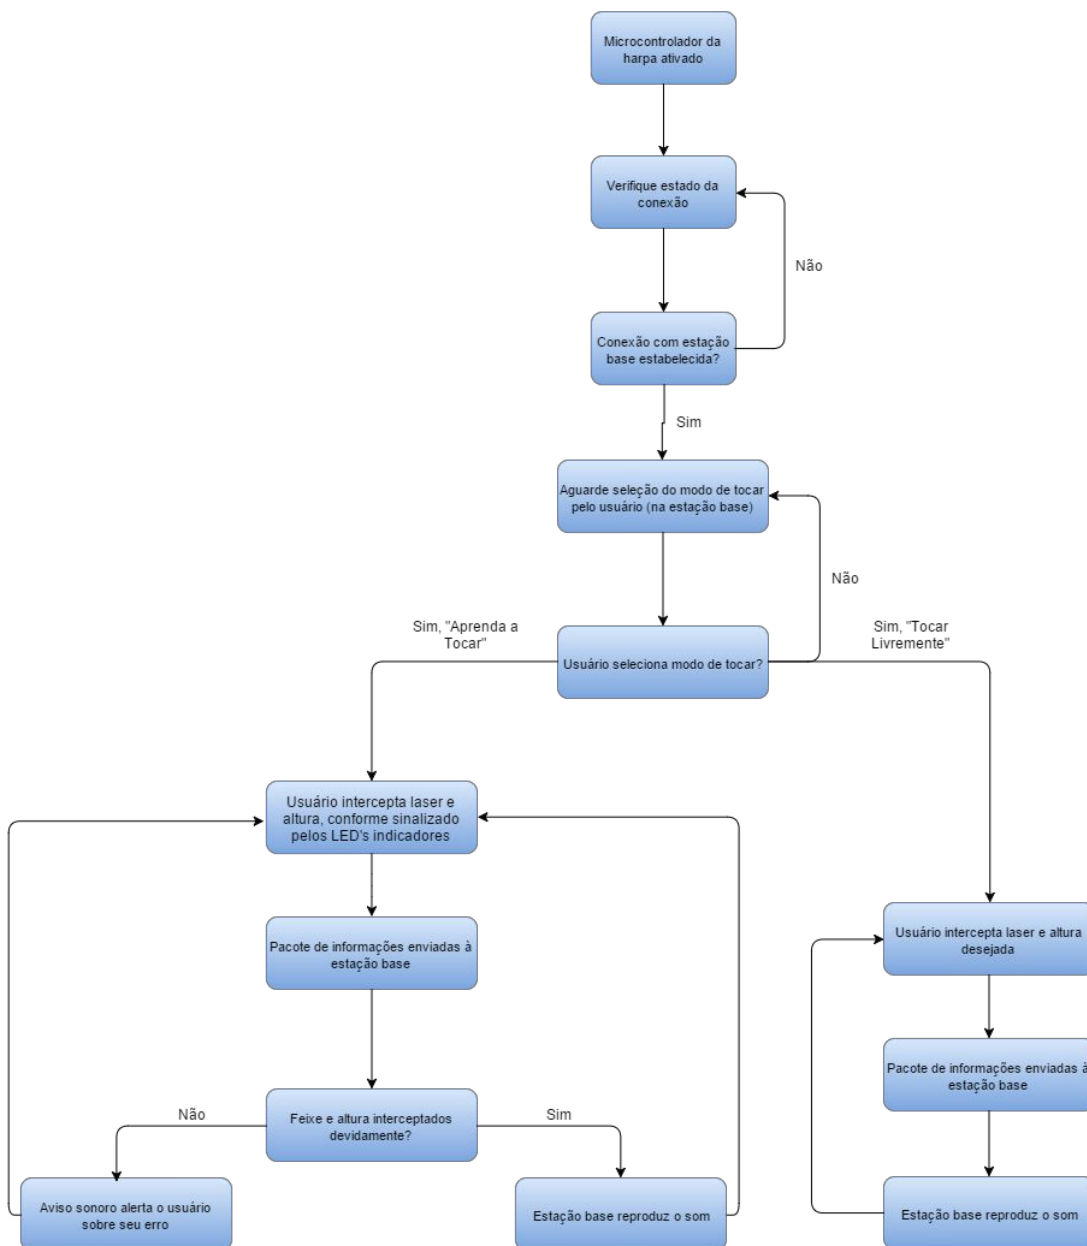 Microcontrolador da
harpa ativado
Verifique estado da
conexão
Não
Conexão com estação
base estabelecida?
Sim
Aguarde seleção do modo de tocar
pelo usuário (na estação base)
Não
Sim, "Aprenda a
Tocar"
Sim, "Tocar
Livremente"
Usuário seleciona modo de tocar?
Usuário intercepta laser e
altura, conforme sinalizado
pelos LED's indicadores
Pacote de informações enviadas à
estação base
Usuário intercepta laser e altura
desejada
Pacote de informações enviadas à
estação base
Não
Feixe e altura interceptados
devidamente?
Sim
Aviso sonoro alerta o usuário
sobre seu erro
Estação base reproduz o som
Estação base reproduz o som